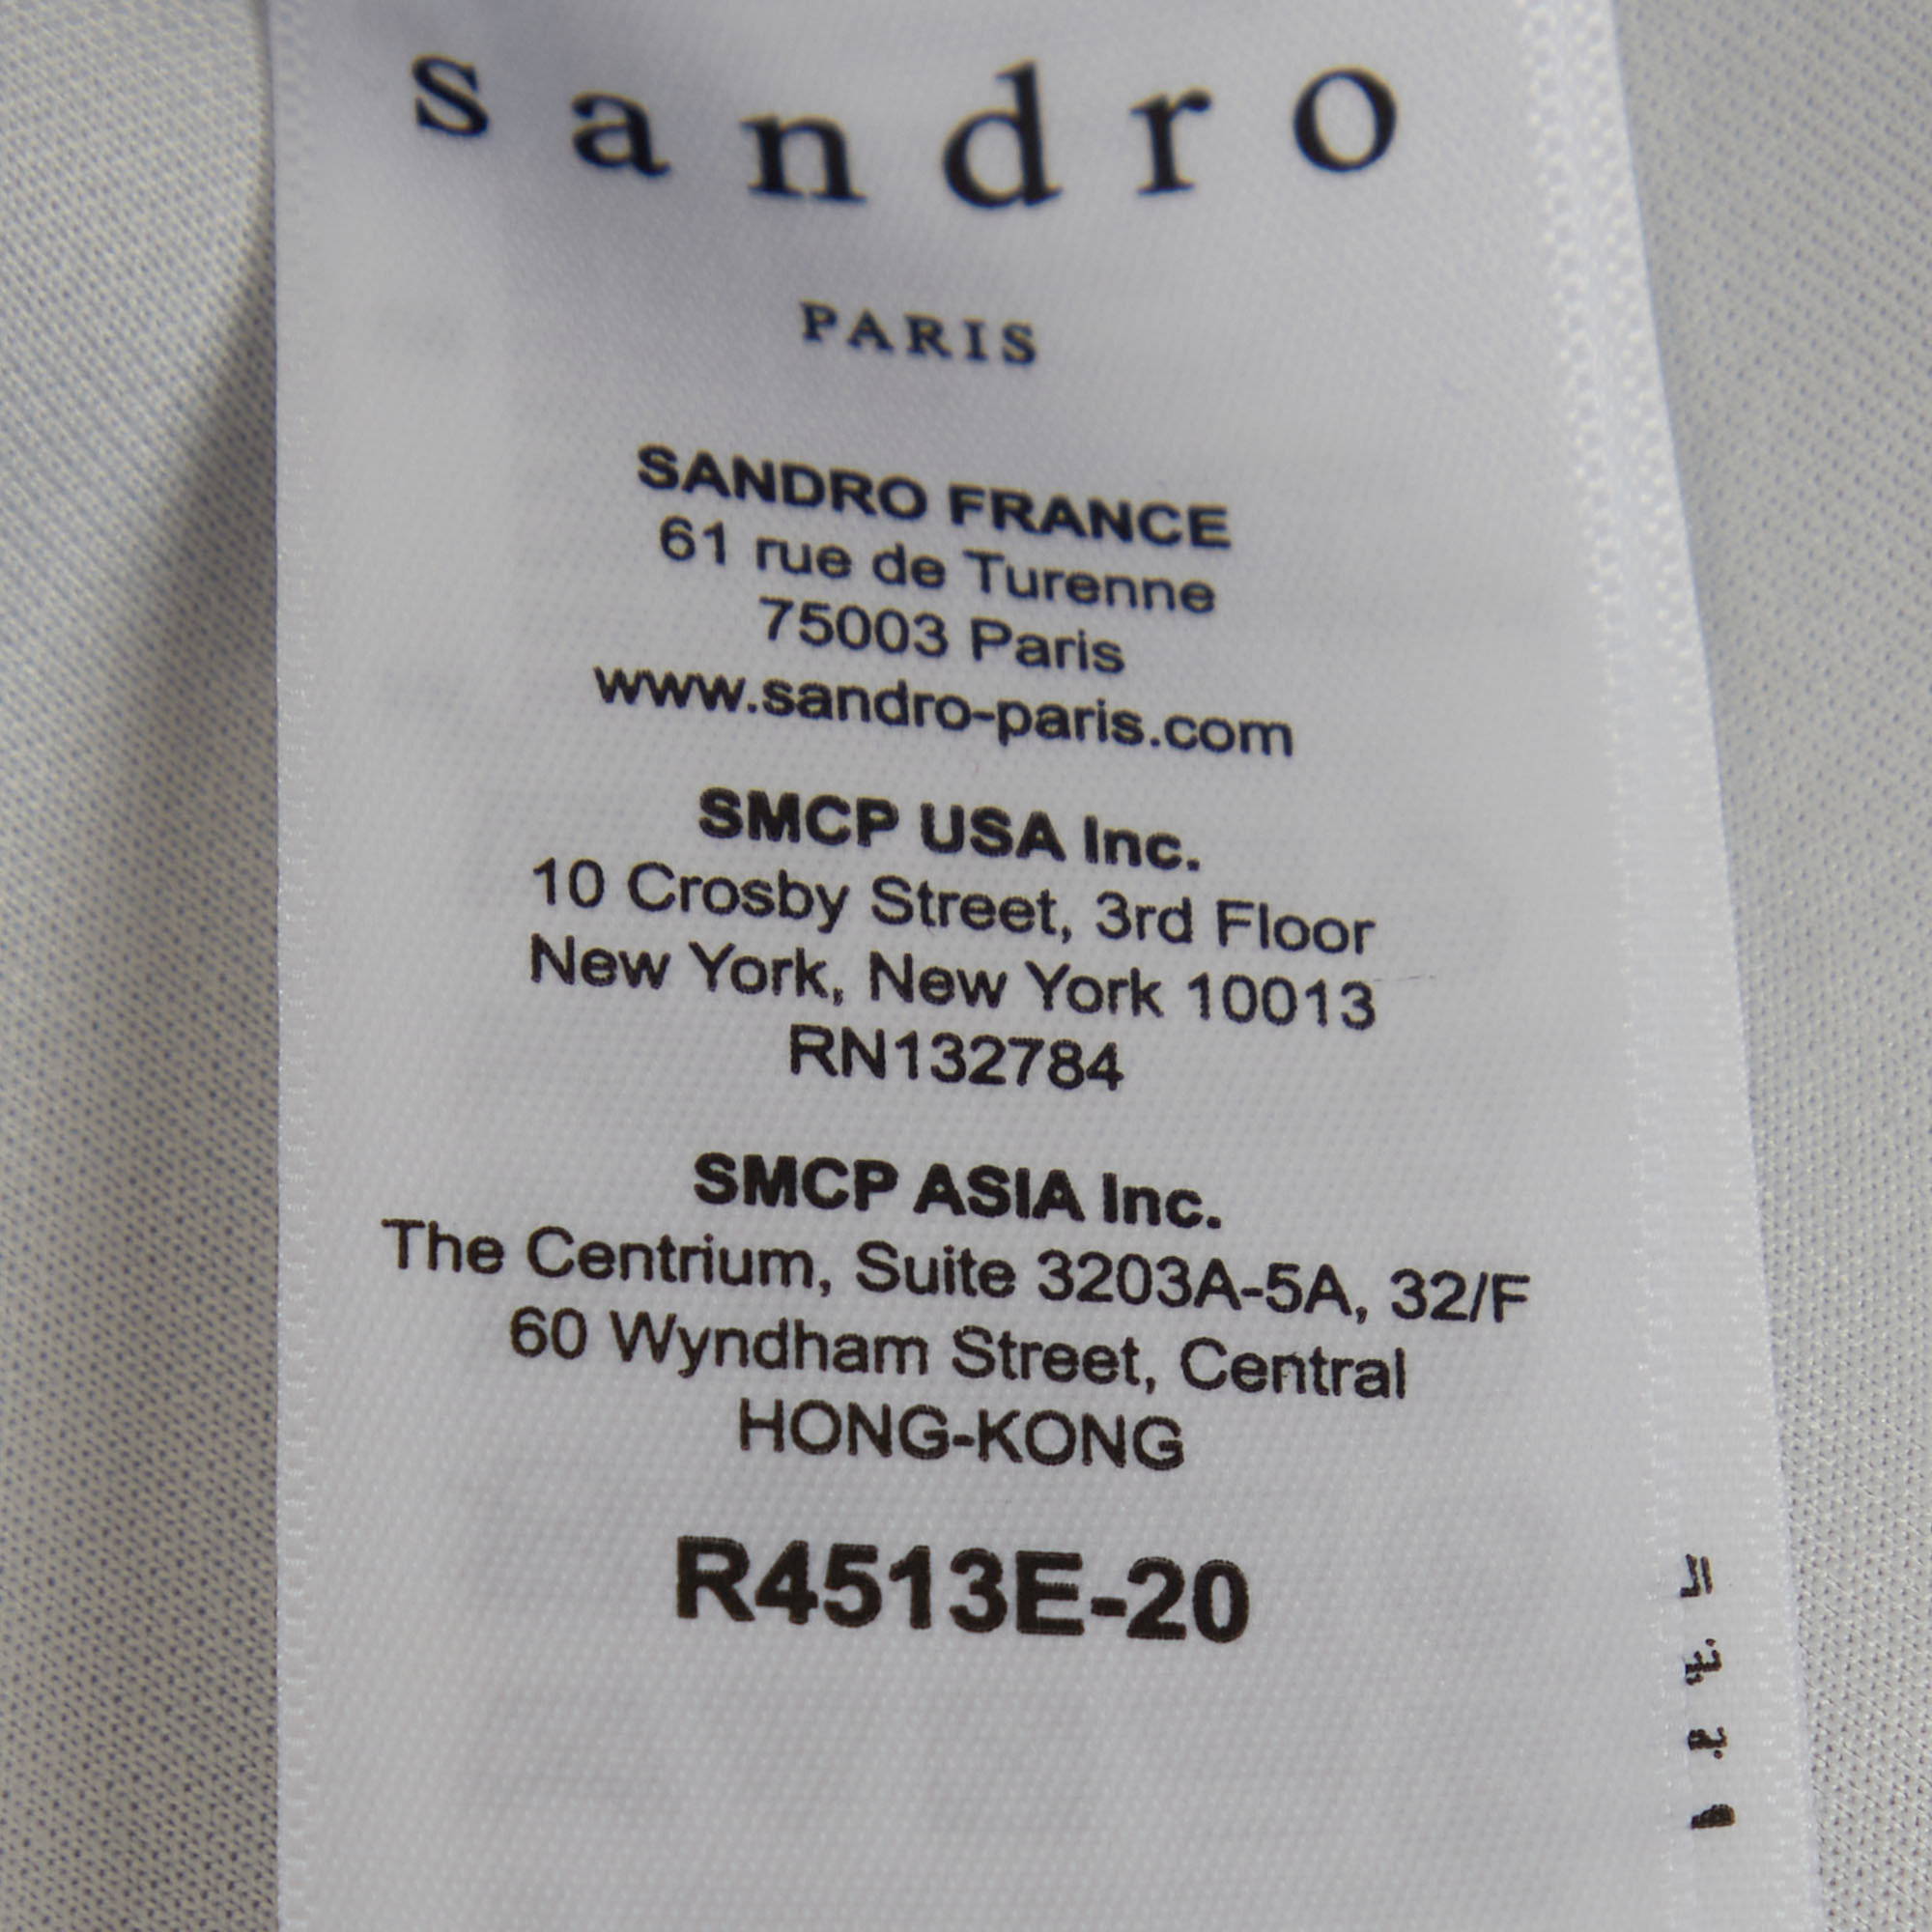 sandro
PARIS
SANDRO FRANCE
61 rue de Turenne
75003 Paris
www.sandro-paris.com
SMCP USA Inc.
10 Crosby Street, 3rd Floor
New York, New York 10013
RN132784
SMCP ASIA Inc.
The Centrium, Suite 3203A-5A, 32/F
60 Wyndham Street, Central
HONG-KONG
R4513E-20